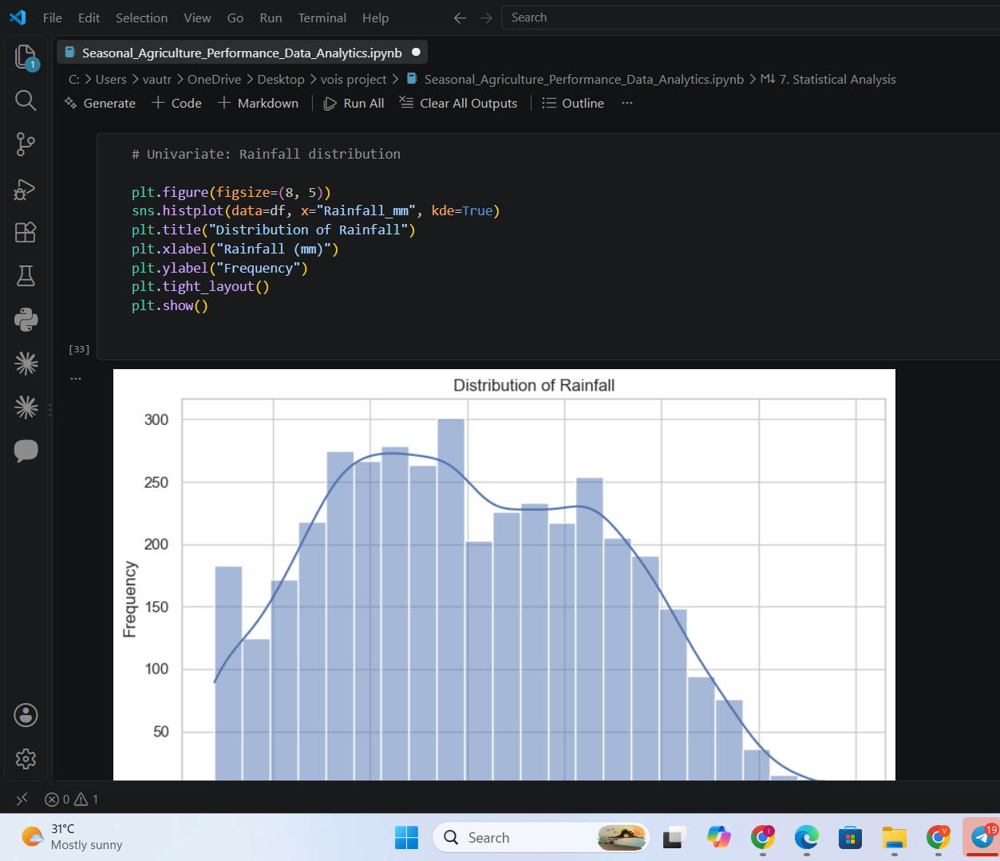 File Edit Selection View Go Run Terminal Help
Search
1
Seasonal_Agriculture_Performance_Data_Analytics.ipynb
C: > Users > vautr > OneDrive > Desktop > vois project > Seasonal_Agriculture_Performance_Data_Analytics.ipynb > M↓ 7. Statistical Analysis
Generate + Code + Markdown Run All Clear All Outputs Outline ...
# Univariate: Rainfall distribution
plt.figure(figsize=(8, 5))
sns.histplot(data=df, x="Rainfall_mm", kde=True)
plt.title("Distribution of Rainfall")
plt.xlabel("Rainfall (mm)")
plt.ylabel("Frequency")
plt.tight_layout()
plt.show()
[33]
...
Distribution of Rainfall
300
250
200
150
100
50
Frequency
0 1
31°C
Mostly sunny
Search
I
V
19